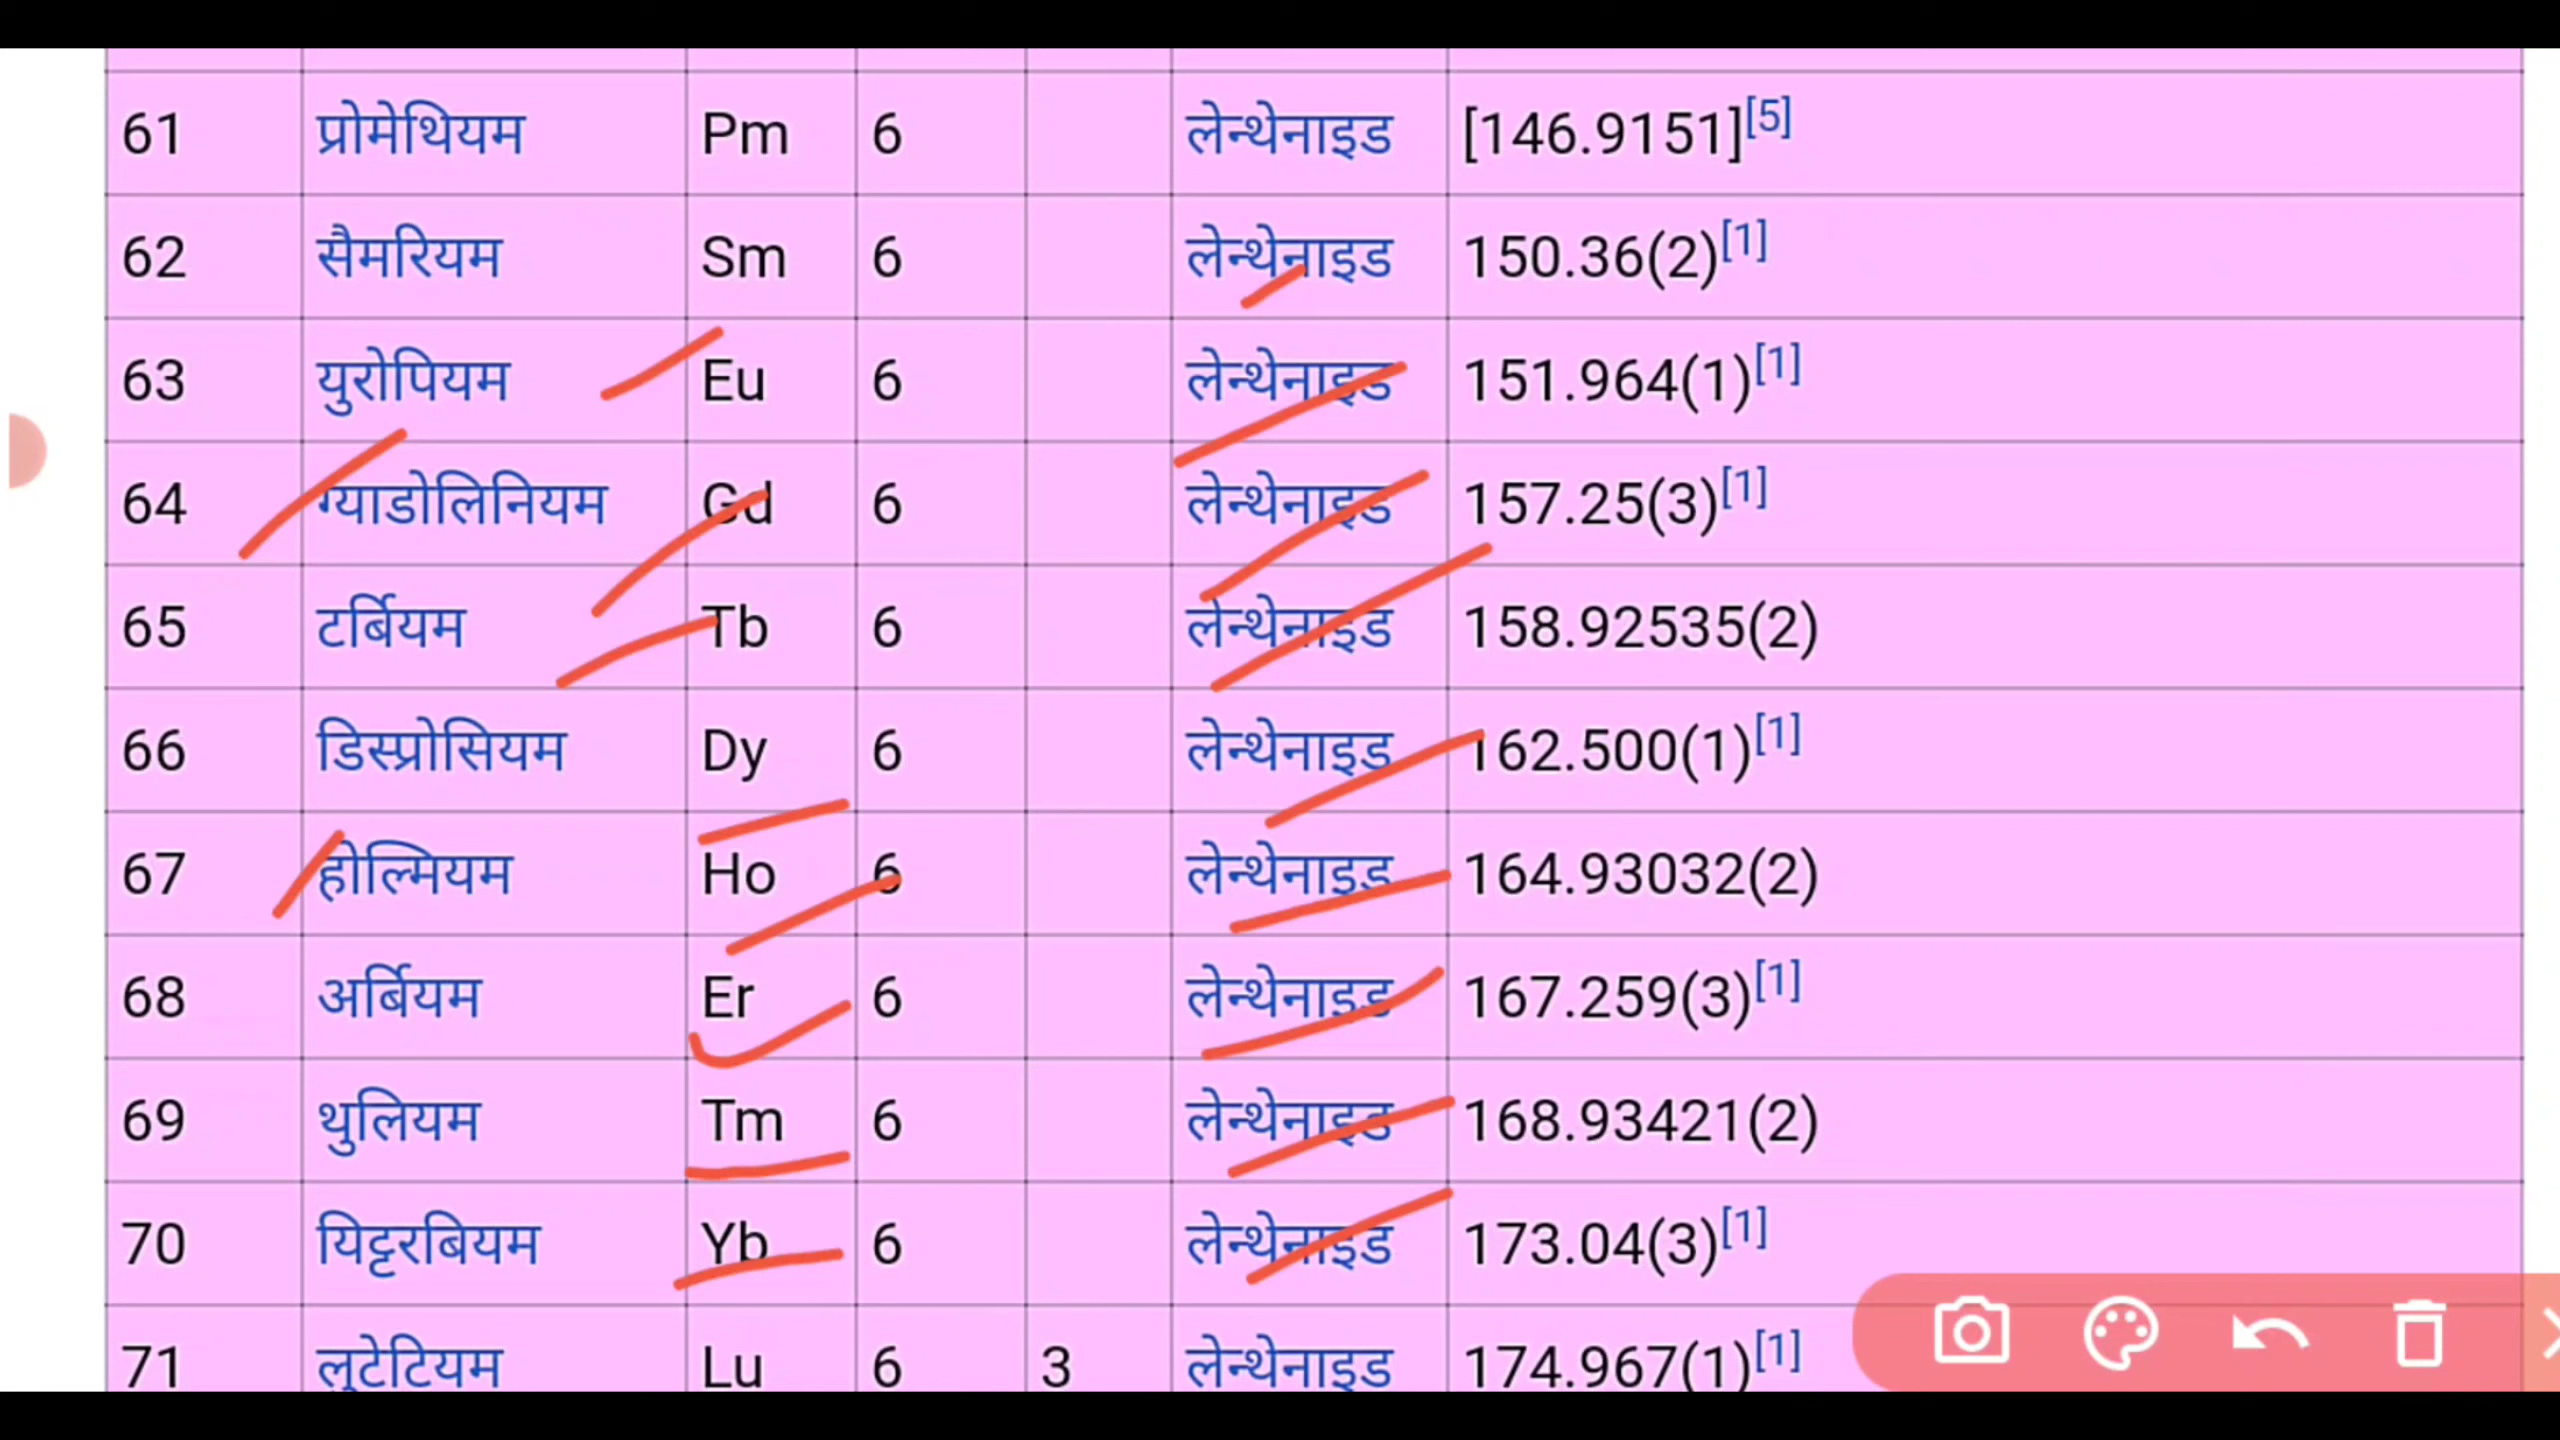 61 प्रोमेथियम Pm 6 लेन्थेनाइड [146.9151][5]
62 सैमरियम Sm 6 लेन्थेनाइड 150.36(2)[1]
63 युरोपियम Eu 6 लेन्थेनाइड 151.964(1)[1]
64 ग्याडोलिनियम Gd 6 लेन्थेनाइड 157.25(3)[1]
65 टर्बियम Tb 6 लेन्थेनाइड 158.92535(2)
66 डिस्प्रोसियम Dy 6 लेन्थेनाइड 162.500(1)[1]
67 होल्मियम Ho 6 लेन्थेनाइड 164.93032(2)
68 अर्बियम Er 6 लेन्थेनाइड 167.259(3)[1]
69 थुलियम Tm 6 लेन्थेनाइड 168.93421(2)
70 यिट्टरबियम Yb 6 लेन्थेनाइड 173.04(3)[1]
71 लुटेटियम Lu 6 3 लेन्थेनाइड 174.967(1)[1]